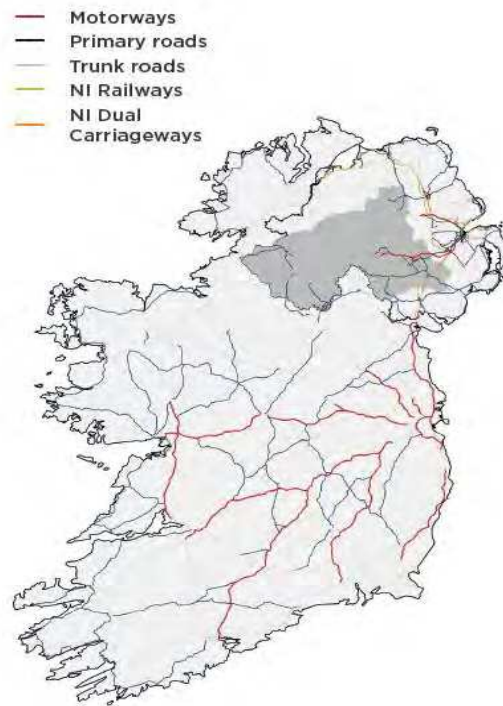 Motorways
Primary roads
Trunk roads
NI Railways
NI Dual
Carriageways